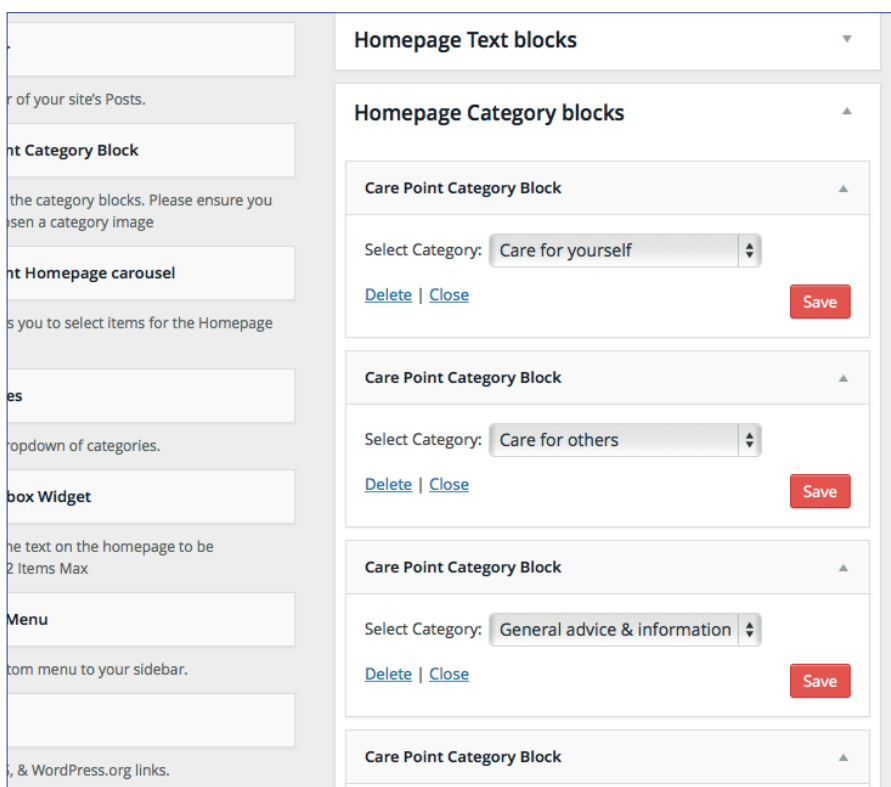 r of your site's Posts.
nt Category Block
the category blocks. Please ensure you
osen a category image
nt Homepage carousel
s you to select items for the Homepage
es
ropdown of categories.
box Widget
ne text on the homepage to be
2 Items Max
Menu
tom menu to your sidebar.
S, & WordPress.org links.
Homepage Text blocks
Homepage Category blocks
Care Point Category Block
Select Category: Care for yourself
Delete | Close
Save
Care Point Category Block
Select Category: Care for others
Delete | Close
Save
Care Point Category Block
Select Category: General advice & information
Delete | Close
Save
Care Point Category Block